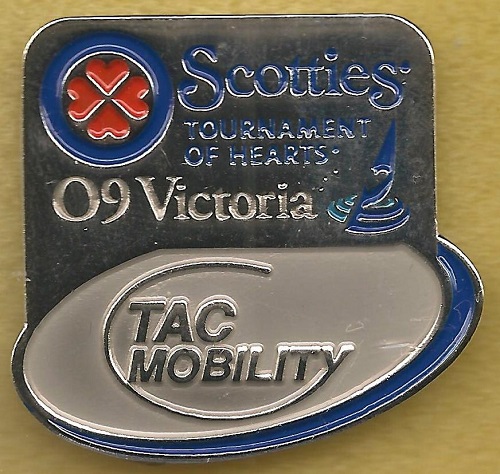 Scotties
TOURNAMENT
OF HEARTS
09 Victoria
TAC
MOBILITY